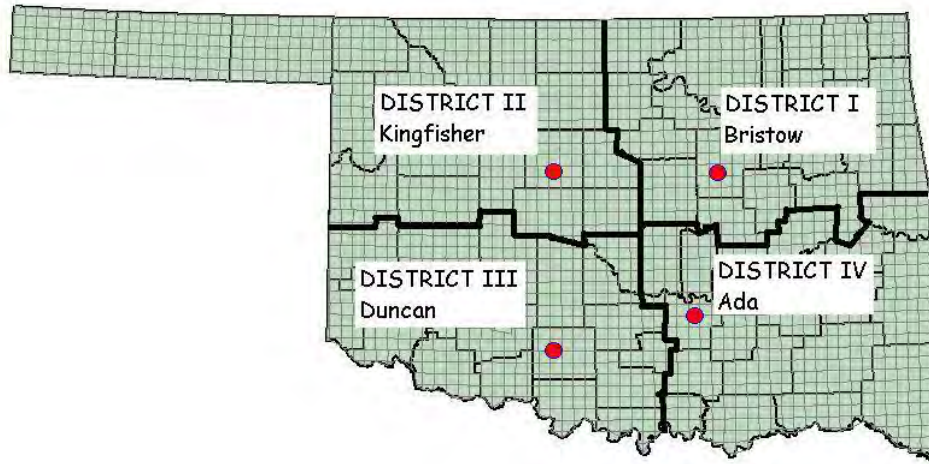 DISTRICT II
Kingfisher
DISTRICT I
Bristow
DISTRICT III
Duncan
DISTRICT IV
Ada